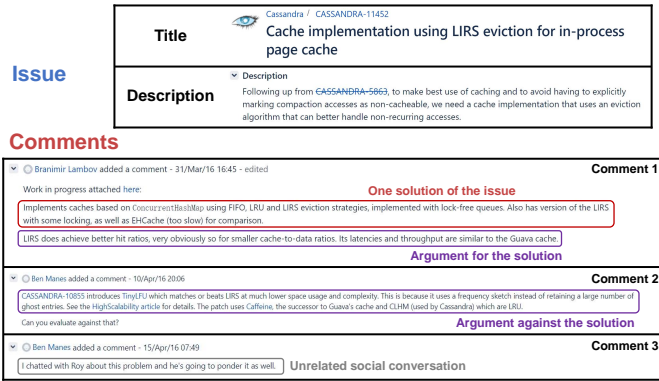 Issue
Title
Cassandra / CASSANDRA-11452
Cache implementation using LIRS eviction for in-process
page cache
Description
Description
Following up from CASSANDRA-5863, to make best use of caching and to avoid having to explicitly
marking compaction accesses as non-cacheable, we need a cache implementation that uses an eviction
algorithm that can better handle non-recurring accesses.
Comments
Branimir Lambov added a comment - 31/Mar/16 16:45 - edited
Comment 1
Work in progress attached here:
One solution of the issue
Implements caches based on ConcurrentHashMap using FIFO, LRU and LIRS eviction strategies, implemented with lock-free queues. Also has version of the LIRS
with some locking, as well as EHCache (too slow) for comparison.
LIRS does achieve better hit ratios, very obviously so for smaller cache-to-data ratios. Its latencies and throughput are similar to the Guava cache.
Argument for the solution
Ben Manes added a comment - 10/Apr/16 20:06
Comment 2
CASSANDRA-10855 introduces TinyLFU which matches or beats LIRS at much lower space usage and complexity. This is because it uses a frequency sketch instead of retaining a large number of
ghost entries. See the HighScalability article for details. The patch uses Caffeine, the successor to Guava's cache and CLHM (used by Cassandra) which are LRU.
Can you evaluate against that?
Argument against the solution
Ben Manes added a comment - 15/Apr/16 07:49
Comment 3
I chatted with Roy about this problem and he's going to ponder it as well.
Unrelated social conversation